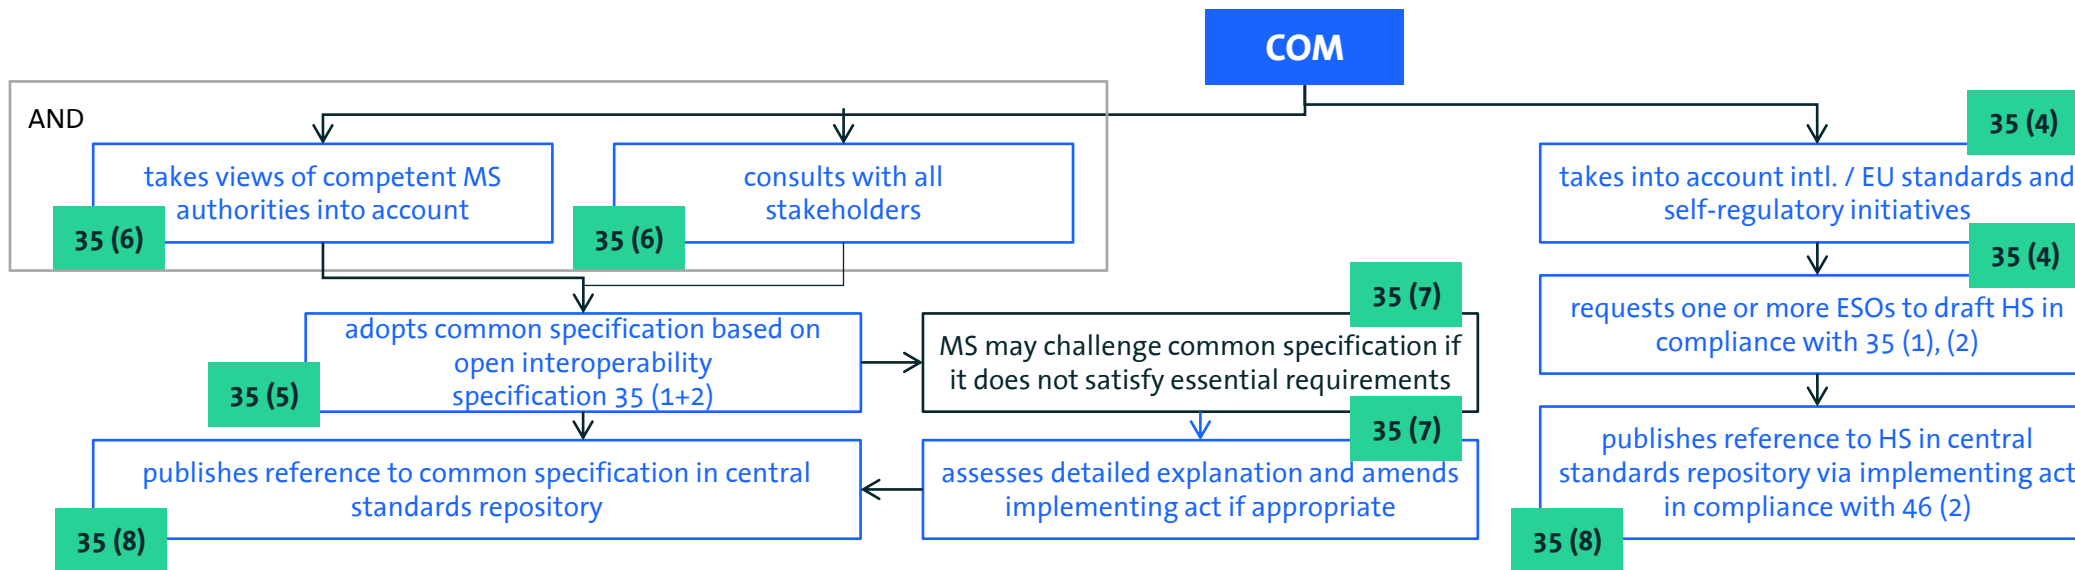 COM
AND
takes views of competent MS
authorities into account
35 (6)
consults with all
stakeholders
35 (6)
35 (4)
takes into account intl. / EU standards and
self-regulatory initiatives
35 (4)
requests one or more ESOs to draft HS in
compliance with 35 (1), (2)
adopts common specification based on
open interoperability
specification 35 (1+2)
35 (5)
35 (7)
MS may challenge common specification if
it does not satisfy essential requirements
35 (7)
assesses detailed explanation and amends
implementing act if appropriate
publishes reference to common specification in central
standards repository
35 (8)
publishes reference to HS in central
standards repository via implementing act
in compliance with 46 (2)
35 (8)